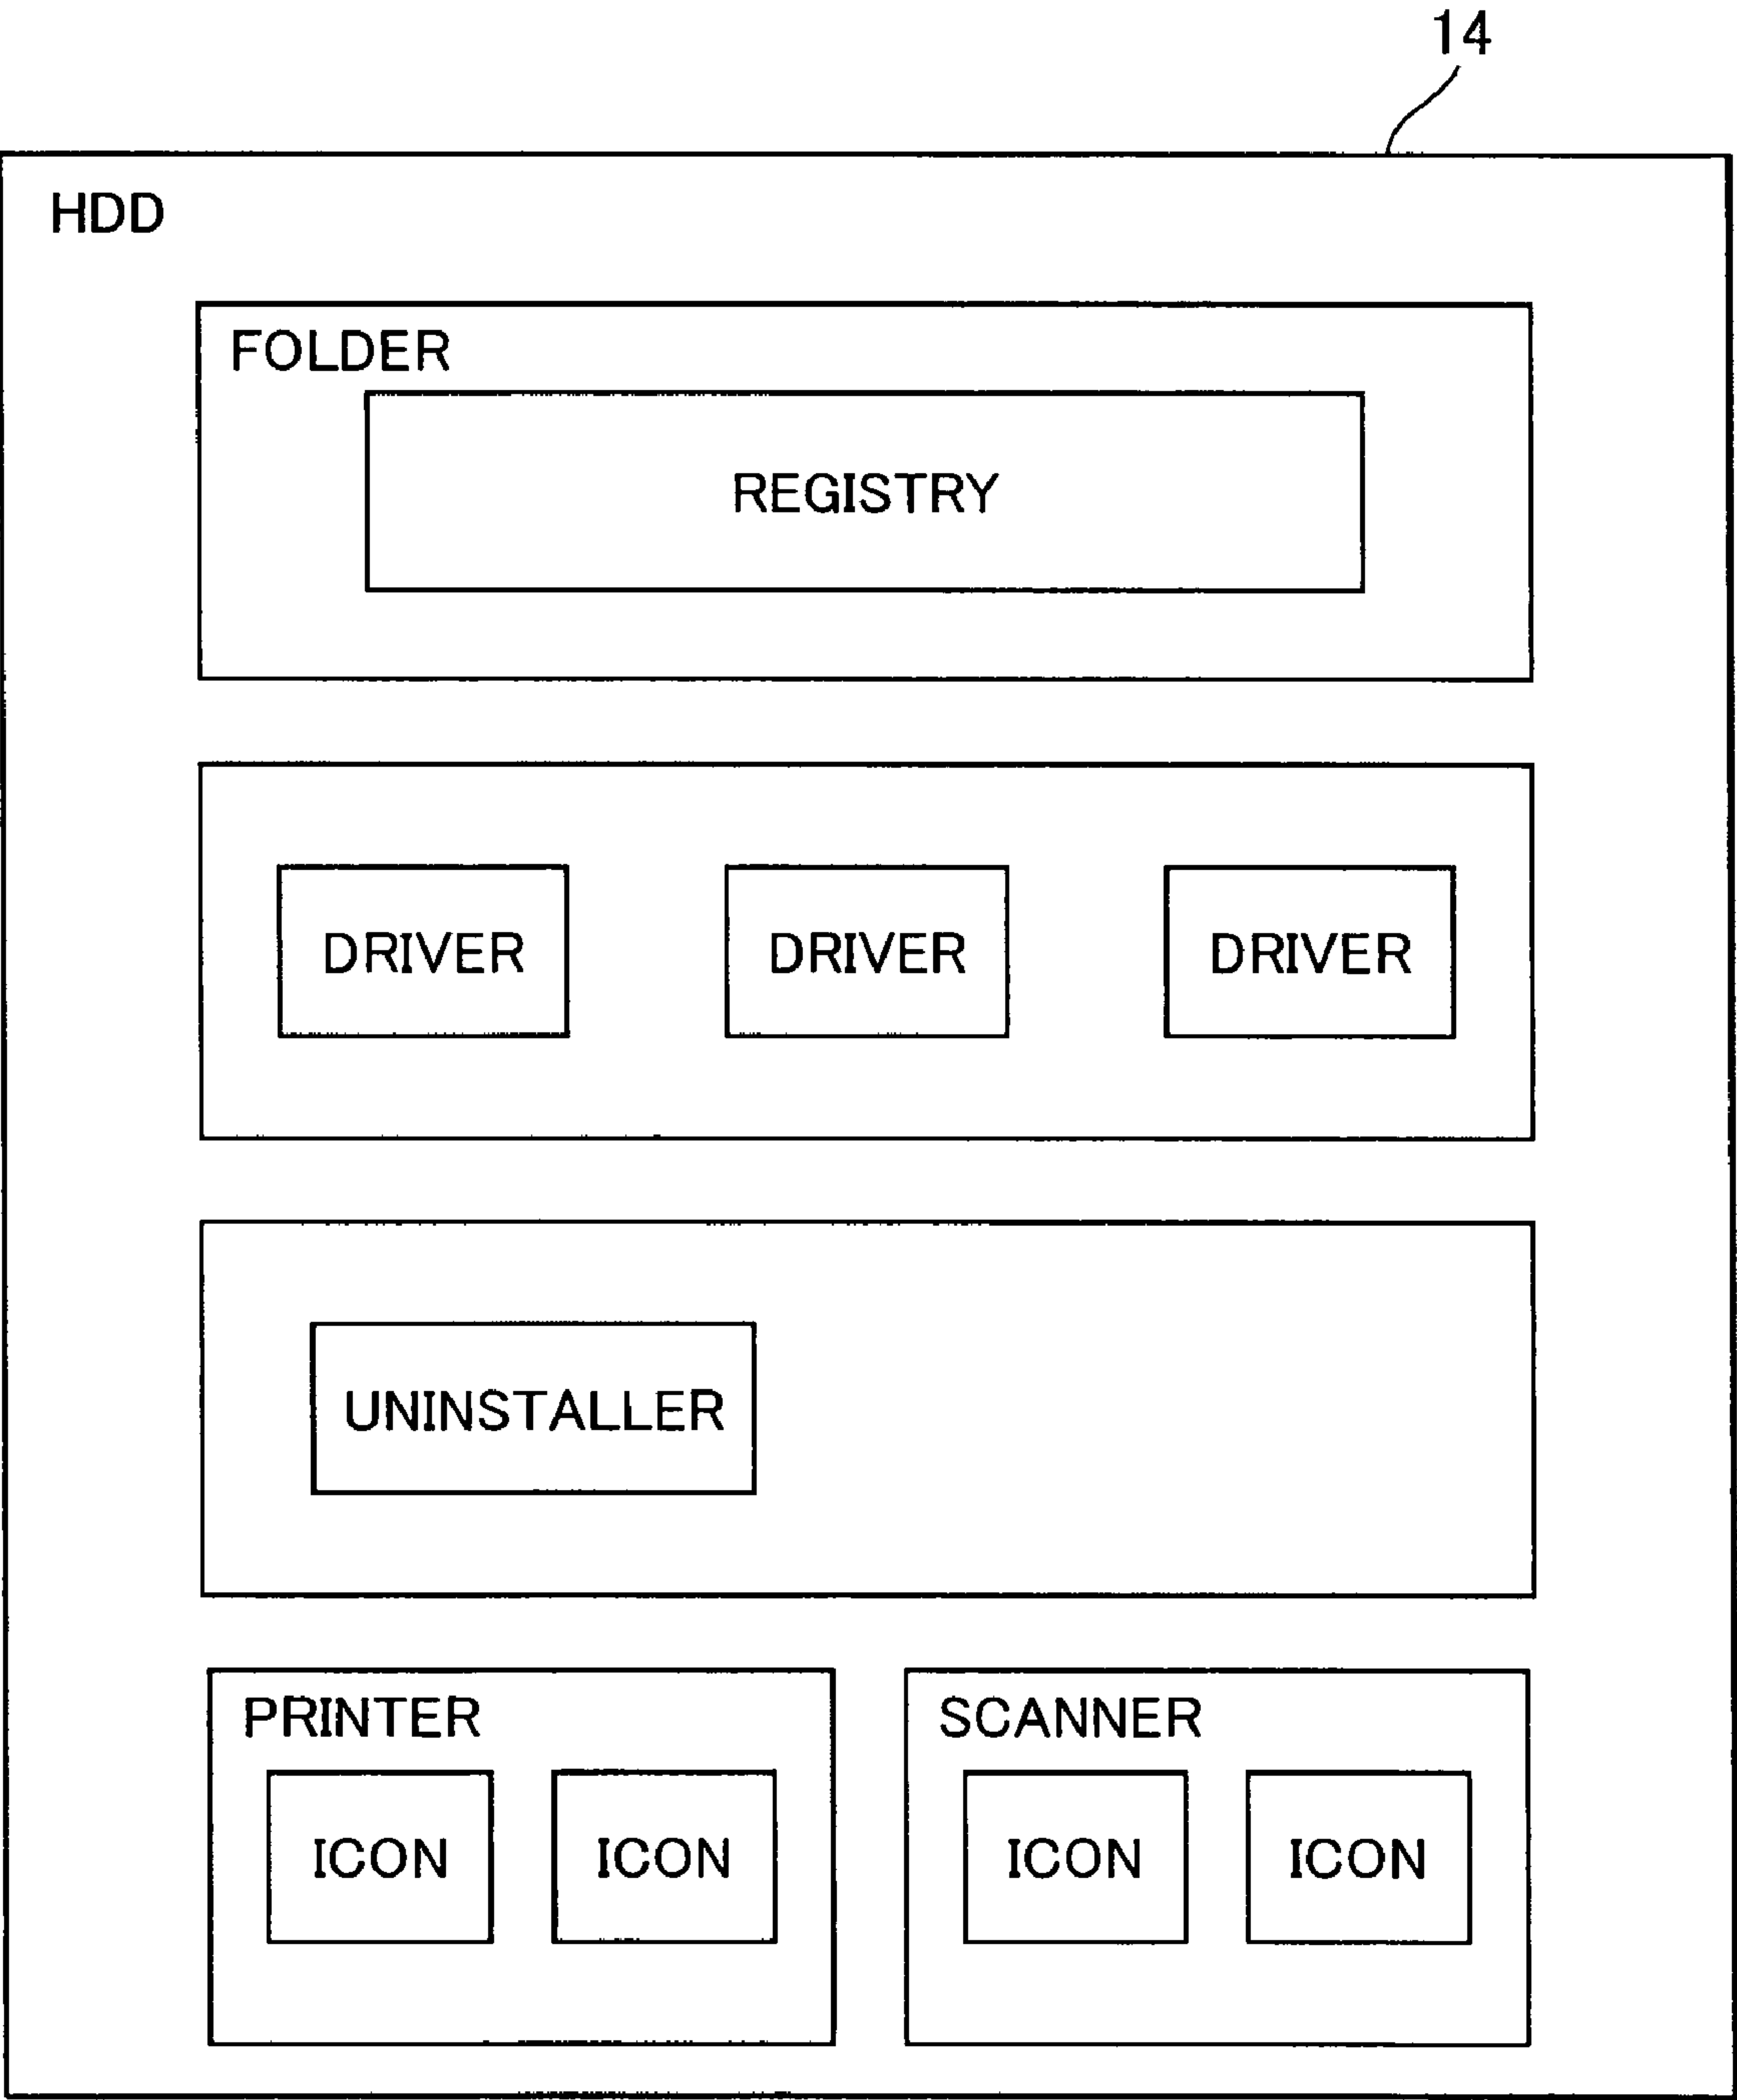 14
HDD
FOLDER
REGISTRY
DRIVER DRIVER DRIVER
UNINSTALLER
PRINTER SCANNER
ICON ICON ICON ICON